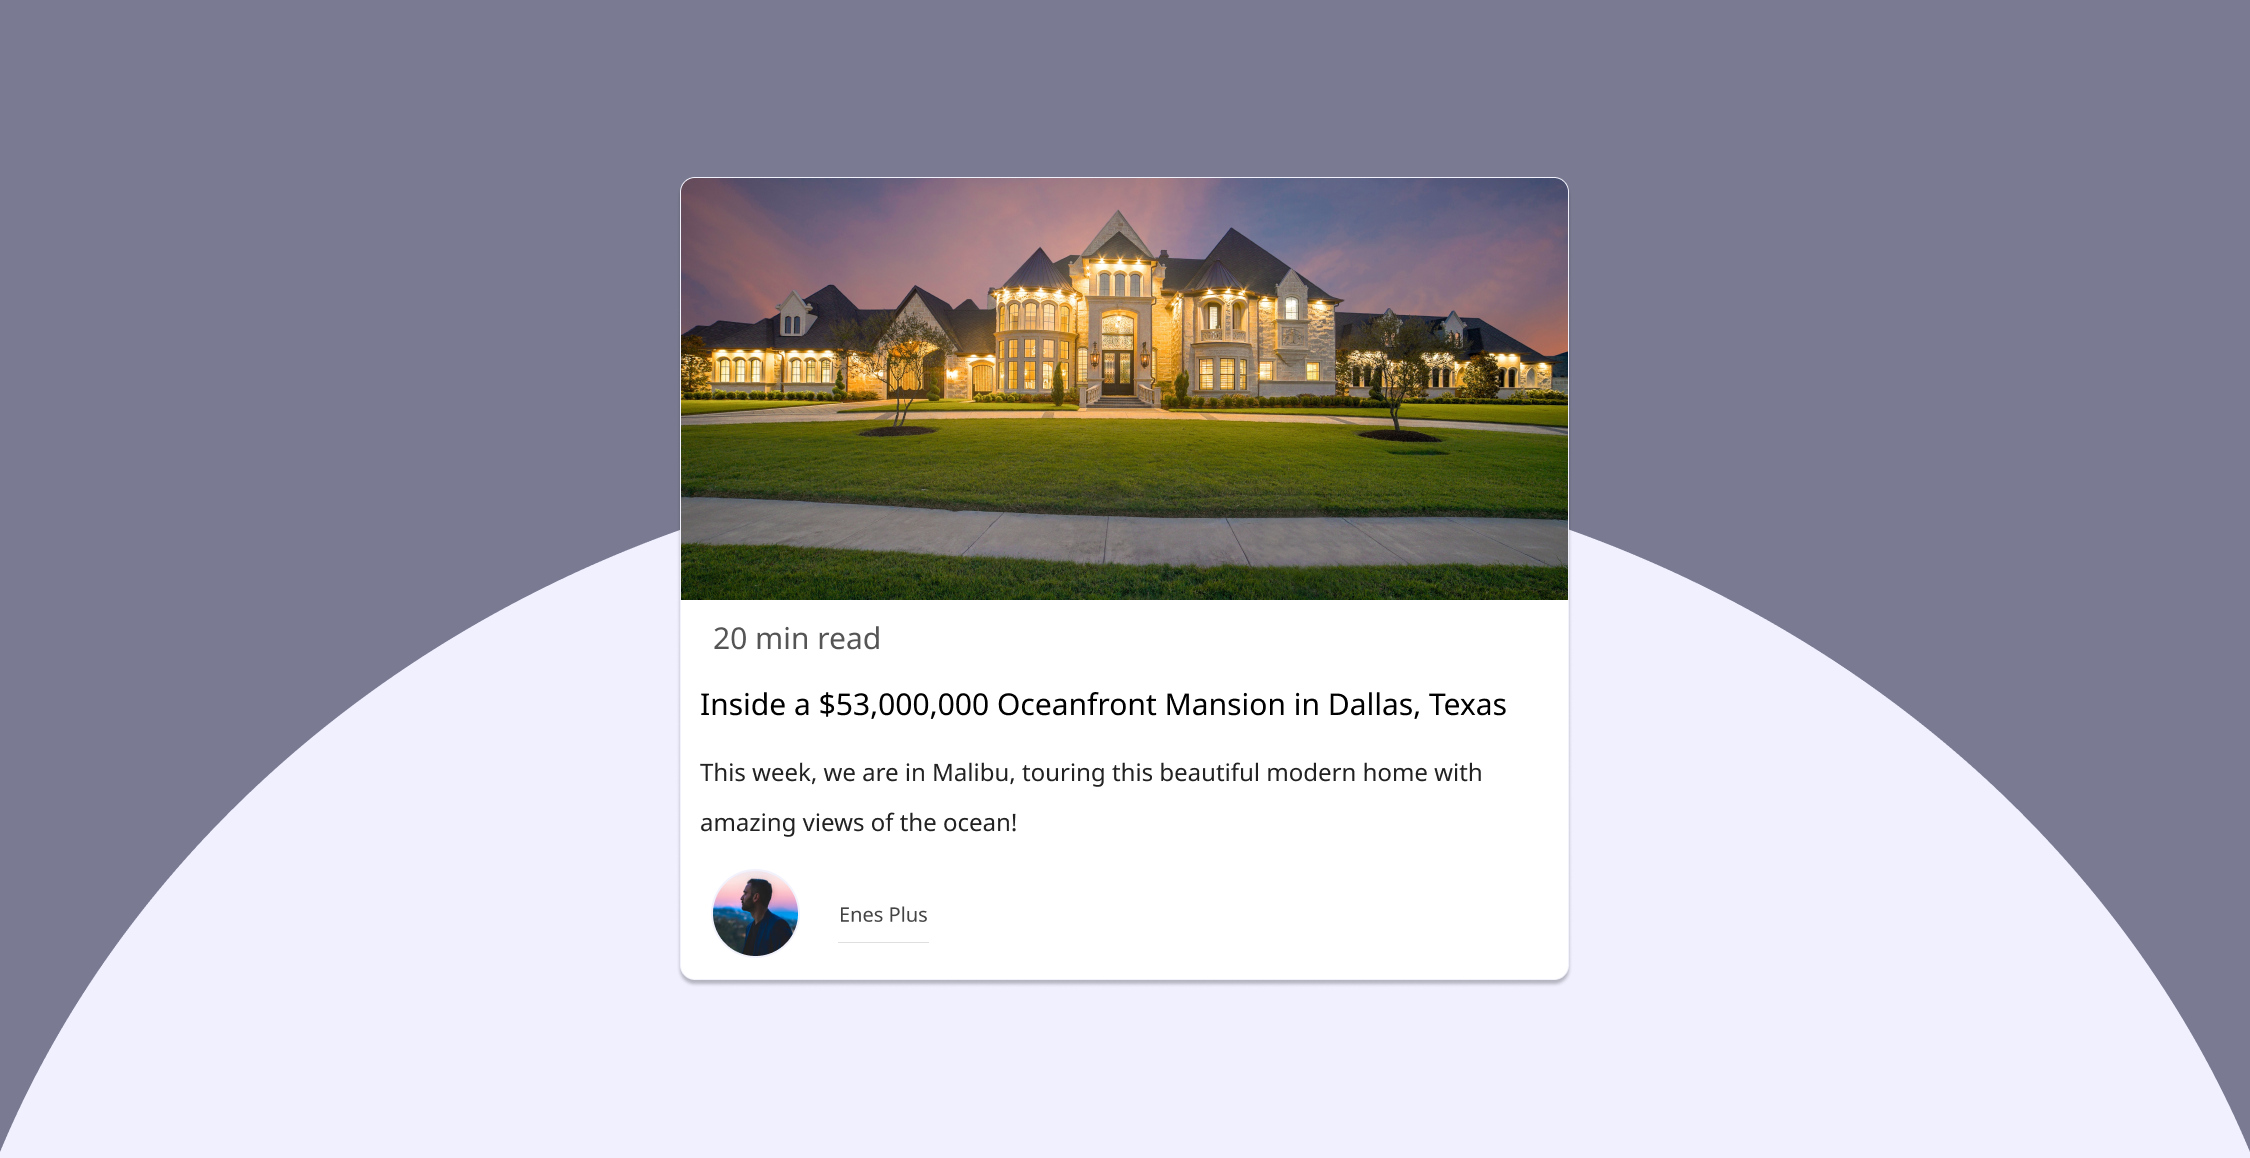 20 min read
Inside a $53,000,000 Oceanfront Mansion in Dallas, Texas
This week, we are in Malibu, touring this beautiful modern home with
amazing views of the ocean!
Enes Plus